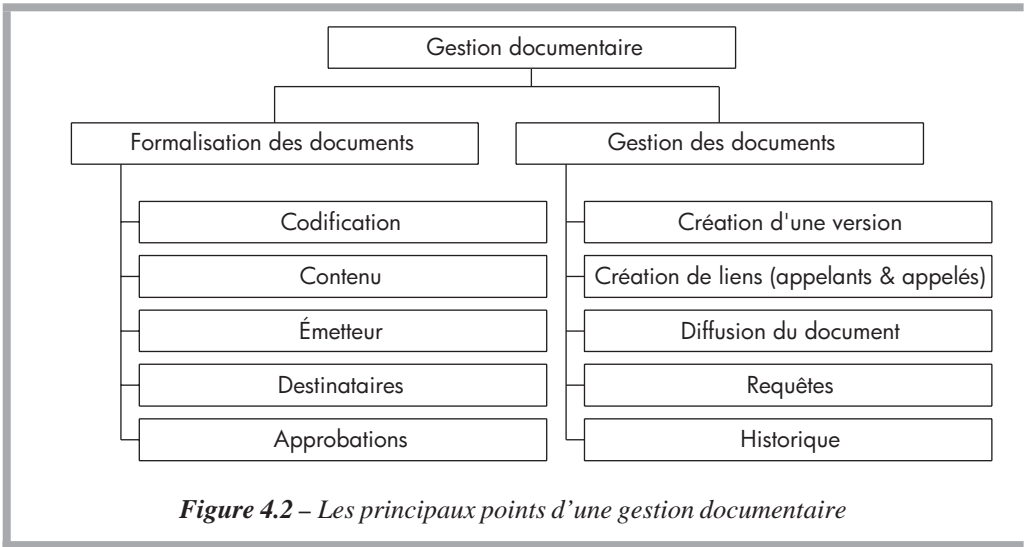 Gestion documentaire
Formalisation des documents
Codification
Contenu
Émetteur
Destinataires
Approbations
Gestion des documents
Création d'une version
Création de liens (appelants & appelés)
Diffusion du document
Requêtes
Historique
Figure 4.2 – Les principaux points d’une gestion documentaire